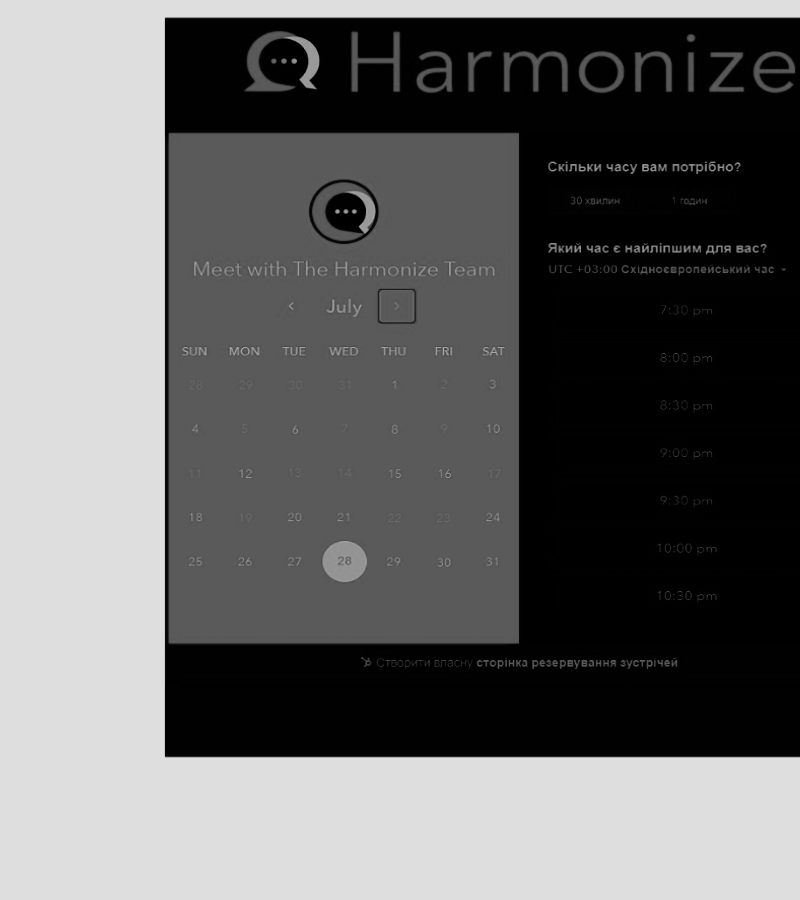 Harmonize
Meet with The Harmonize Team
July
SUN MON TUE WED THU FRI SAT
28 29 30 31 1 2 3
4 5 6 7 8 9 10
11 12 13 14 15 16 17
18 19 20 21 22 23 24
25 26 27 28 29 30 31
Скільки часу вам потрібно?
30 хвилин 1 годин
Який час є найліпшим для вас?
UTC +03:00 Східноєвропейський час
7:30 pm
8:00 pm
8:30 pm
9:00 pm
9:30 pm
10:00 pm
10:30 pm
Створити власну сторінка резервування зустрічей